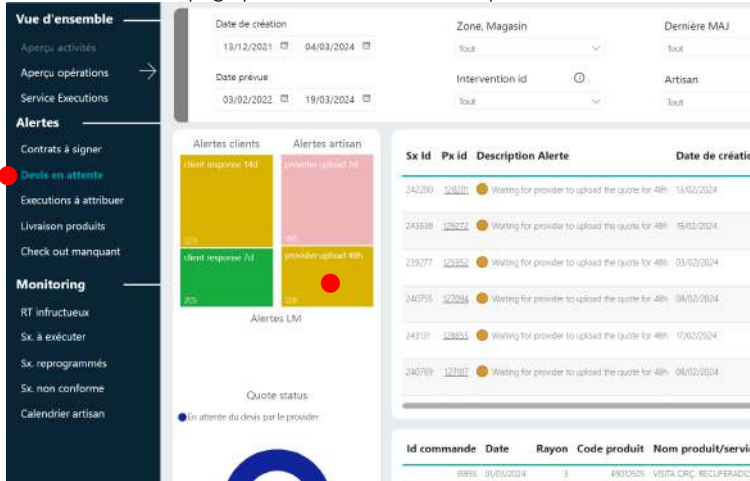 Vue d'ensemble
Aperçu activités
Aperçu opérations
Service Executions
Alertes
Contrats à signer
Devis en attente
Executions à attribuer
Livraison produits
Check out manquant
Monitoring
RT infructueux
Sx. à exécuter
Sx. reprogrammés
Sx. non conforme
Calendrier artisan
Date de création
13/12/2021 04/03/2024
Date prévue
03/02/2022 19/03/2024
Zone, Magasin
Tout
Intervention id
Tout
Dernière MAJ
Tout
Artisan
Tout
Alertes clients Alertes artisan
client response 14d
provider upload 7d
client response 7d
provider upload 48h
Alertes LM
Quote status
En attente du devis par le provider
Sx Id Px id Description Alerte Date de créatio
242200 128201 Waiting for provider to upload the quote for 48h 13/02/2024
243638 129272 Waiting for provider to upload the quote for 48h 19/02/2024
239277 125952 Waiting for provider to upload the quote for 48h 03/02/2024
240755 127094 Waiting for provider to upload the quote for 48h 08/02/2024
243131 128855 Waiting for provider to upload the quote for 48h 17/02/2024
240769 Waiting for provider to upload the quote for 48h 08/02/2024
Id commande Date Rayon Code produit Nom produit/servic
01/03/2024 3 49012505 VISITA ORÇ. RECUPERADO